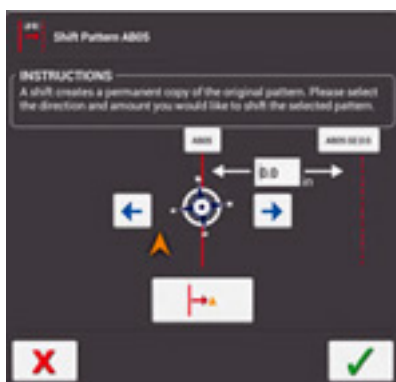 Shift Pattern AB05
INSTRUCTIONS
A shift creates a permanent copy of the original pattern. Please select
the direction and amount you would like to shift the selected pattern.
AB05
0.0
in